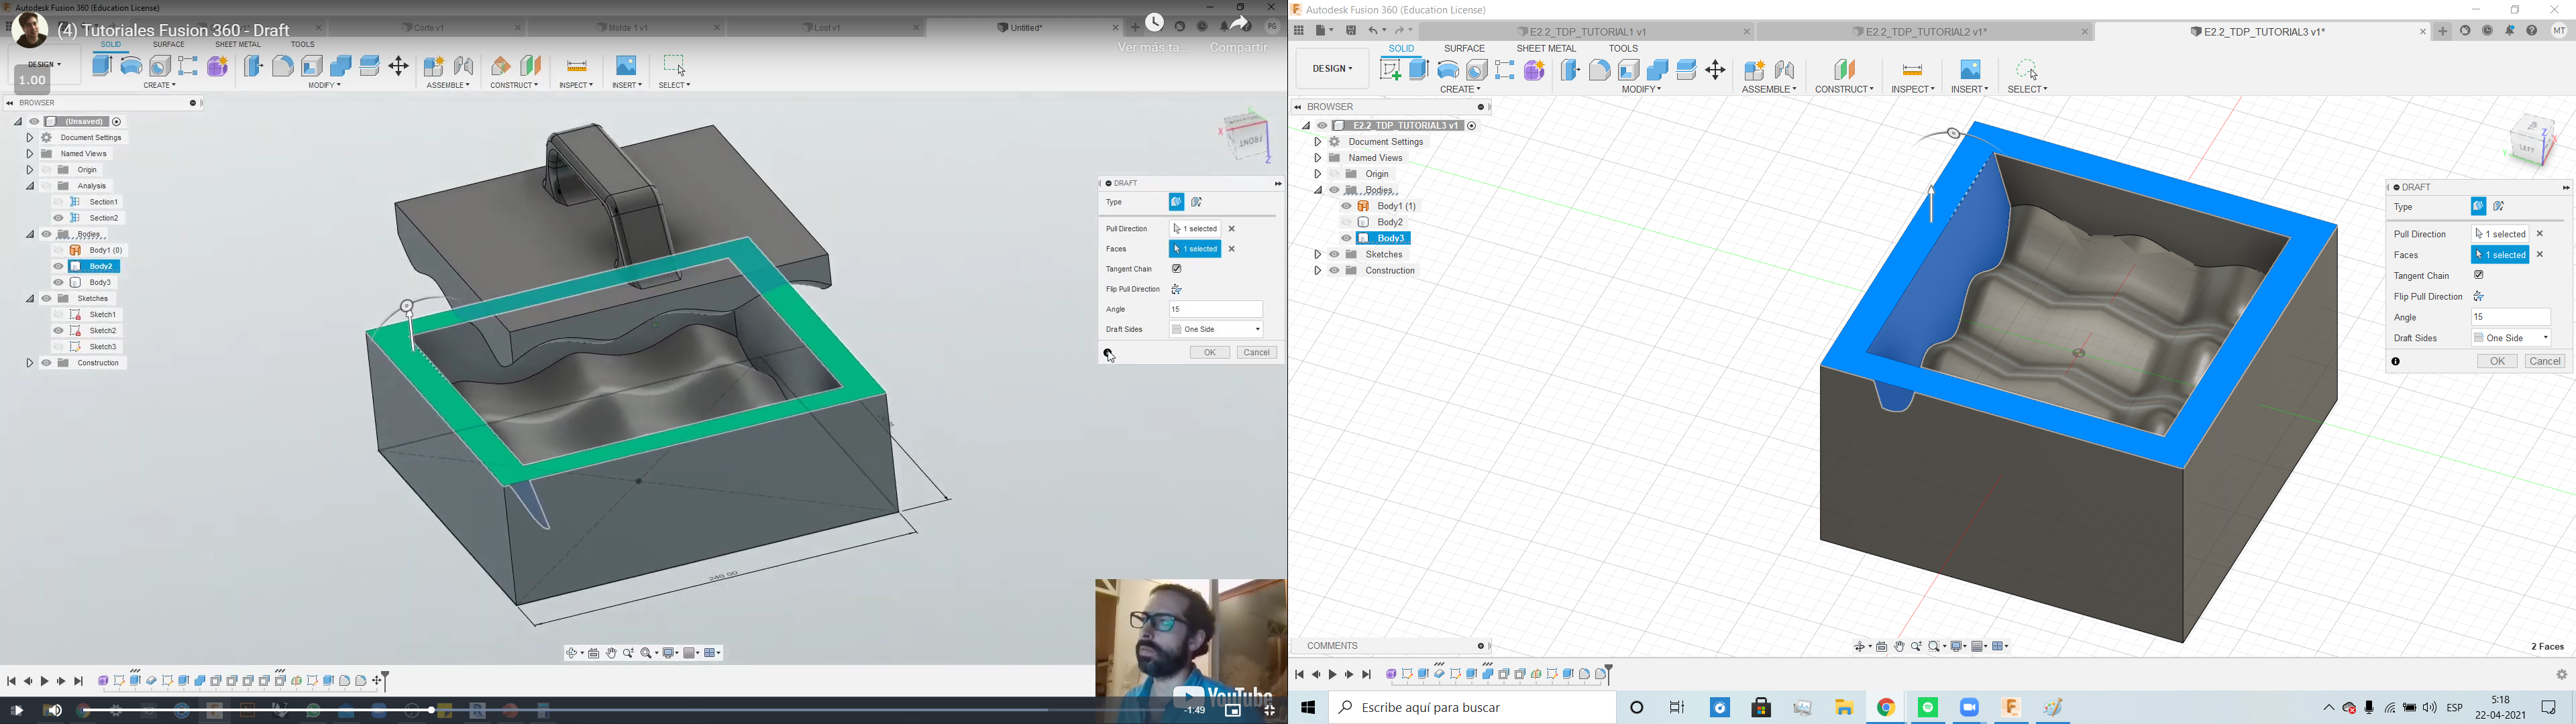 Autodesk Fusion 360 (Education License)
(4) Tutoriales Fusion 360 - Draft
Corte v1
Molde 1 v1
Lost v1
Untitled*
PG
Ver más ta...
Compartir
SOLID
SURFACE
SHEET METAL
TOOLS
DESIGN
1.00
CREATE
MODIFY
ASSEMBLE
CONSTRUCT
INSPECT
INSERT
SELECT
BROWSER
(Unsaved)
Document Settings
Named Views
Origin
Analysis
Section1
Section2
Bodies
Body1 (0)
Body2
Body3
Sketches
Sketch1
Sketch2
Sketch3
Construction
X
Z
FRONT
DRAFT
Type
Pull Direction
1 selected
Faces
1 selected
Tangent Chain
Flip Pull Direction
Angle
15
Draft Sides
One Side
OK
Cancel
240.00
-1:49
YouTube
Autodesk Fusion 360 (Education License)
E2.2_TDP_TUTORIAL1 v1
E2.2_TDP_TUTORIAL2 v1*
E2.2_TDP_TUTORIAL3 v1*
MT
SOLID
SURFACE
SHEET METAL
TOOLS
DESIGN
CREATE
MODIFY
ASSEMBLE
CONSTRUCT
INSPECT
INSERT
SELECT
BROWSER
E2.2_TDP_TUTORIAL3 v1
Document Settings
Named Views
Origin
Bodies
Body1 (1)
Body2
Body3
Sketches
Construction
Z
Y
LEFT
DRAFT
Type
Pull Direction
1 selected
Faces
1 selected
Tangent Chain
Flip Pull Direction
Angle
15
Draft Sides
One Side
OK
Cancel
COMMENTS
2 Faces
Escribe aquí para buscar
ESP
5:18
22-04-2021